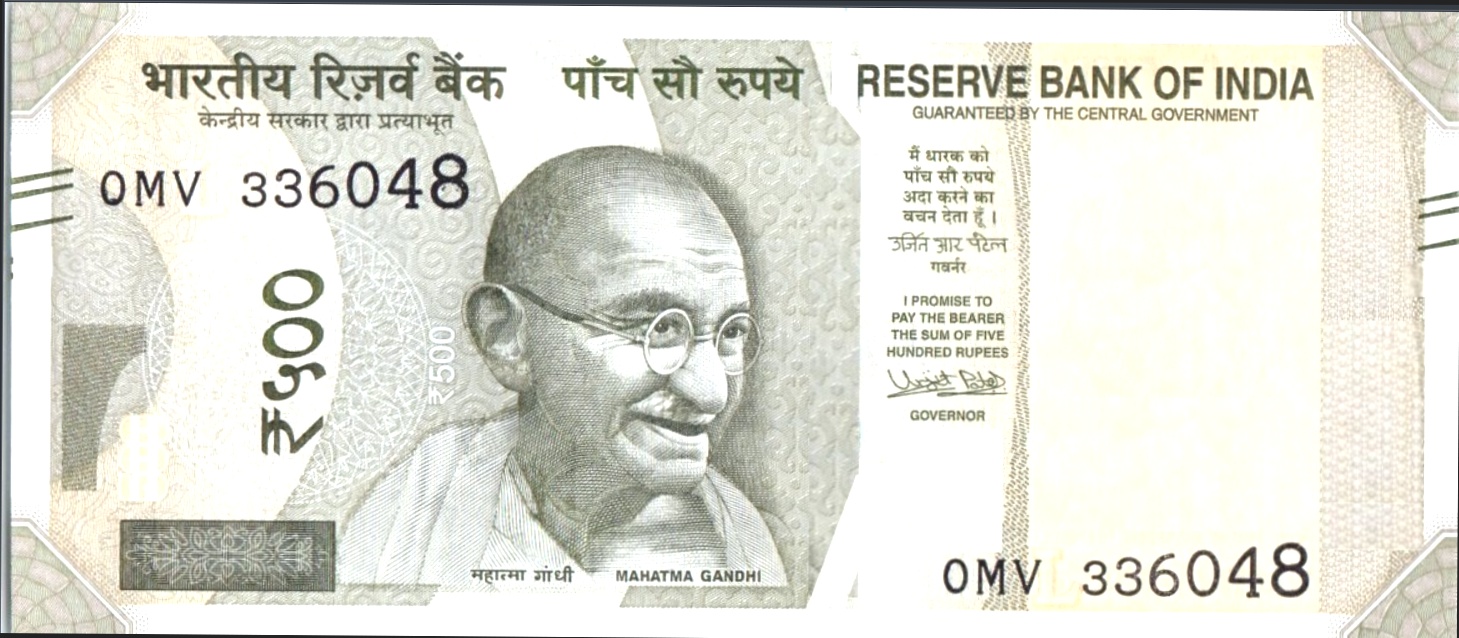 भारतीय रिज़र्व बैंक
केन्द्रीय सरकार द्वारा प्रत्याभूत
पाँच सौ रुपये
RESERVE BANK OF INDIA
GUARANTEED BY THE CENTRAL GOVERNMENT
0MV 336048
₹५००
₹500
मैं धारक को
पाँच सौ रुपये
अदा करने का
वचन देता हूँ।
उर्जित आर पटेल
गवर्नर
I PROMISE TO
PAY THE BEARER
THE SUM OF FIVE
HUNDRED RUPEES
Urjit Patel
GOVERNOR
महात्मा गांधी
MAHATMA GANDHI
0MV 336048